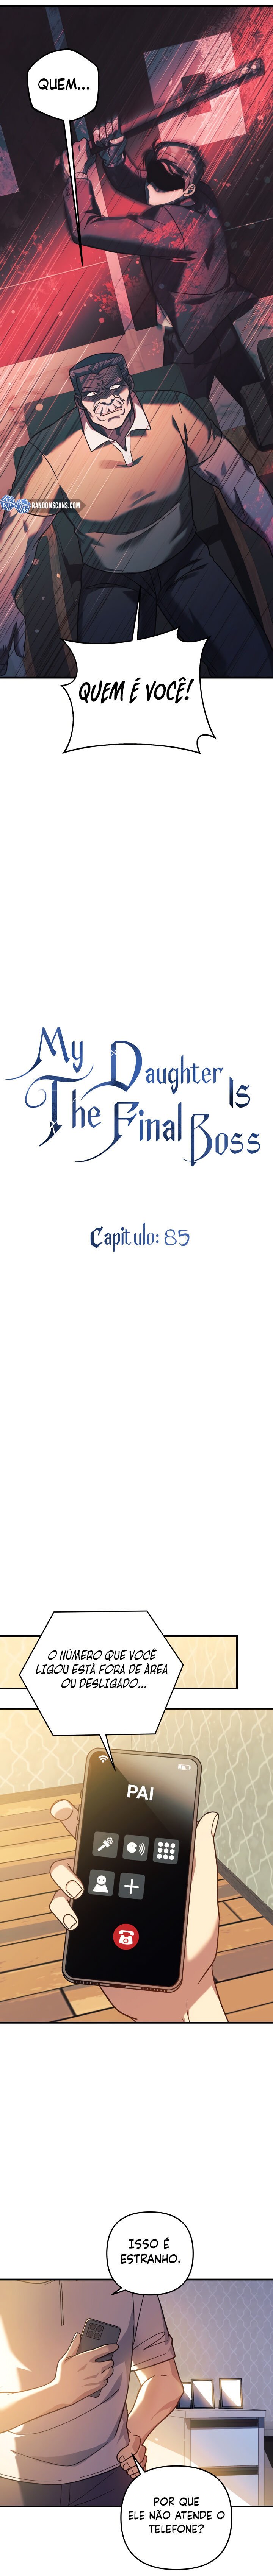 QUEM...
RANDOMSCANS.COM
QUEM É VOCÊ!
My Daughter Is
The Final Boss
Capitulo: 85
O NÚMERO QUE VOCÊ
LIGOU ESTÁ FORA DE ÁREA
OU DESLIGADO...
PAI
ISSO É
ESTRANHO.
POR QUE
ELE NÃO ATENDE O
TELEFONE?